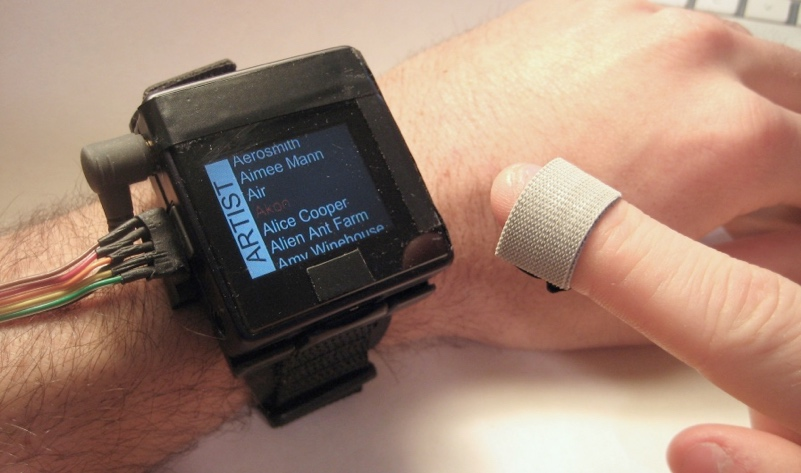 ARTIST
Aerosmith
Aimee Mann
Air
Akon
Alice Cooper
Alien Ant Farm
Amy Winehouse